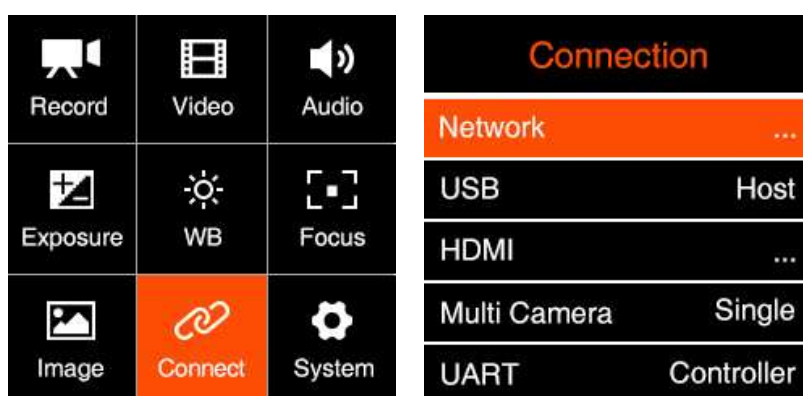 Record Video Audio
Exposure WB Focus
Image Connect System
Connection
Network ...
USB Host
HDMI ...
Multi Camera Single
UART Controller